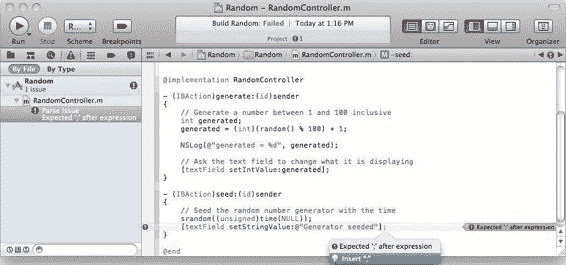 Random — RandomController.m
Build Random: Failed | Today at 1:16 PM
Project 1
Run Stop Scheme Breakpoints Editor View Organizer
Random Random RandomController.m -seed:
By File By Type
Random
1 issue
RandomController.m
Parse Issue
Expected ';' after expression
@implementation RandomController
- (IBAction)generate:(id)sender
{
// Generate a number between 1 and 100 inclusive
int generated;
generated = (int)(random() % 100) + 1;
NSLog(@"generated = %d", generated);
// Ask the text field to change what it is displaying
[textField setIntValue:generated];
}
- (IBAction)seed:(id)sender
{
// Seed the random number generator with the time
srandom((unsigned)time(NULL));
[textField setStringValue:@"Generator seeded"]:
Expected ';' after expression
}
Expected ';' after expression
Insert ";"
@end